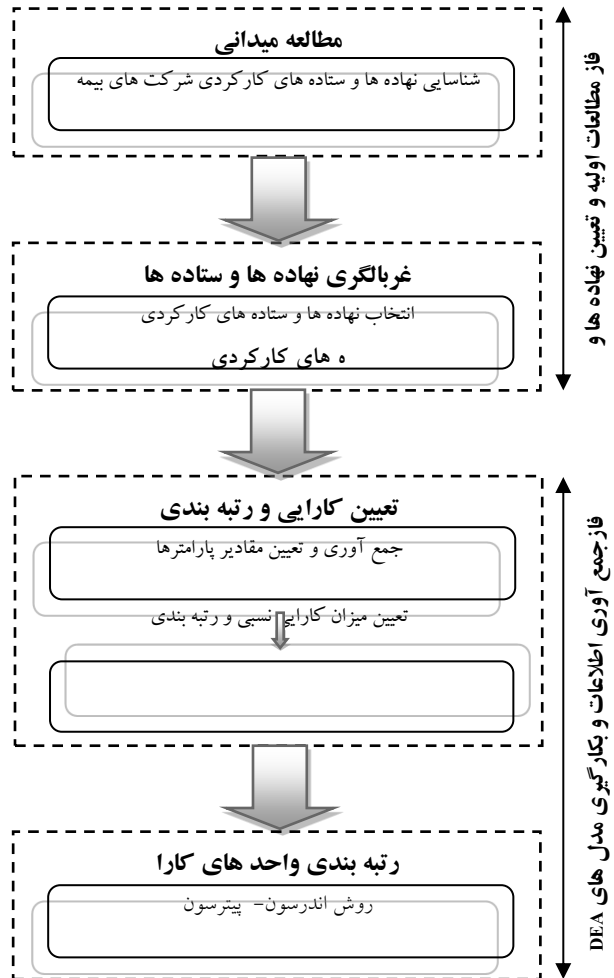 مطالعه میدانی
شناسایی نهاده ها و ستاده های کارکردی شرکت های بیمه
غربالگری نهاده ها و ستاده ها
انتخاب نهاده ها و ستاده های کارکردی
ه های کارکردی
فاز مطالعات اولیه و تعیین نهاده ها و
تعیین کارایی و رتبه بندی
جمع آوری و تعیین مقادیر پارامترها
تعیین میزان کارایی نسبی و رتبه بندی
رتبه بندی واحد های کارا
روش اندرسون- پیترسون
فازجمع آوری اطلاعات و بکارگیری مدل های DEA